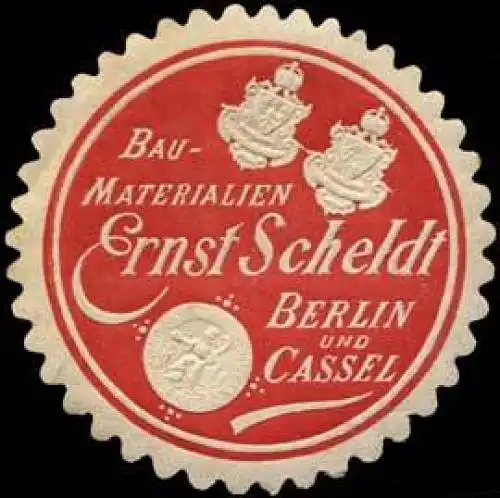 BAU-
MATERIALIEN
Ernst Scheldt
BERLIN
UND
CASSEL